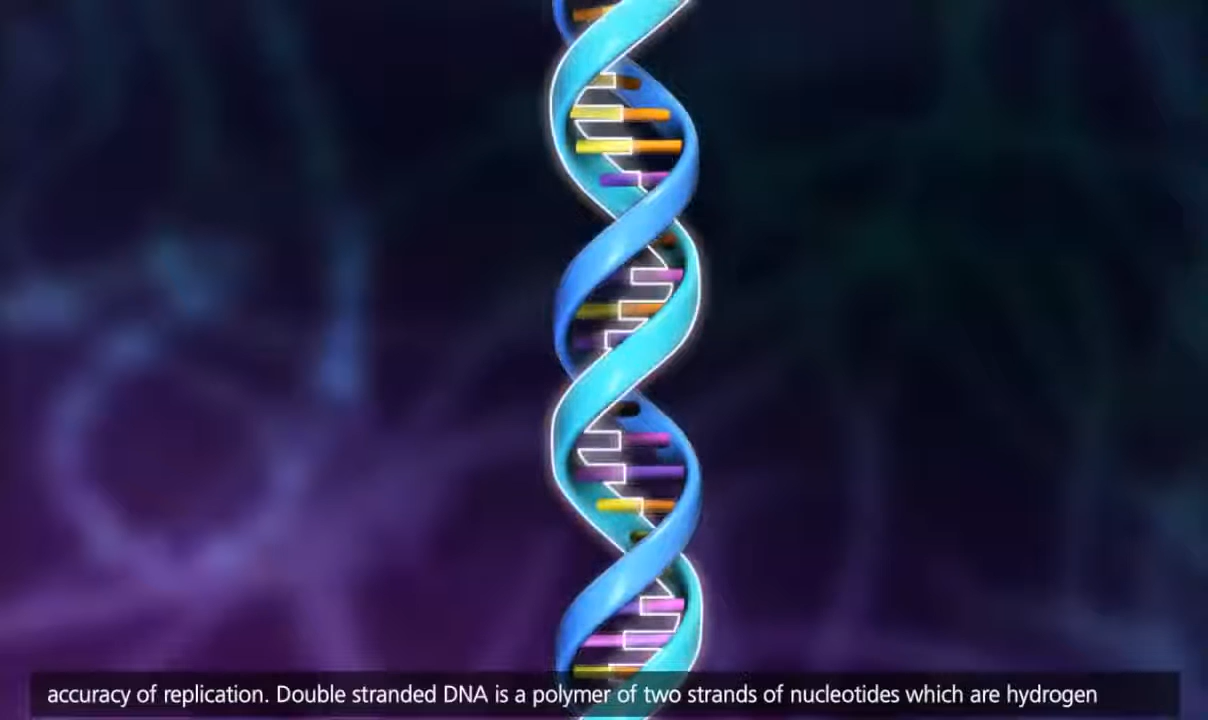 accuracy of replication. Double stranded DNA is a polymer of two strands of nucleotides which are hydrogen